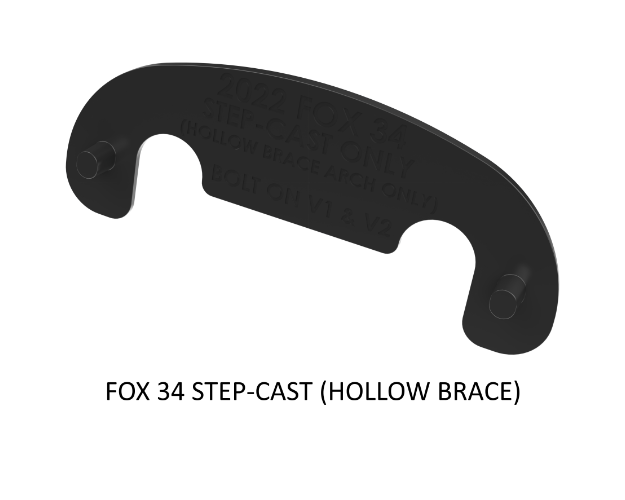 2022 FOX 34
STEP-CAST ONLY
(HOLLOW BRACE ARCH ONLY)
BOLT ON V1 & V2
FOX 34 STEP-CAST (HOLLOW BRACE)